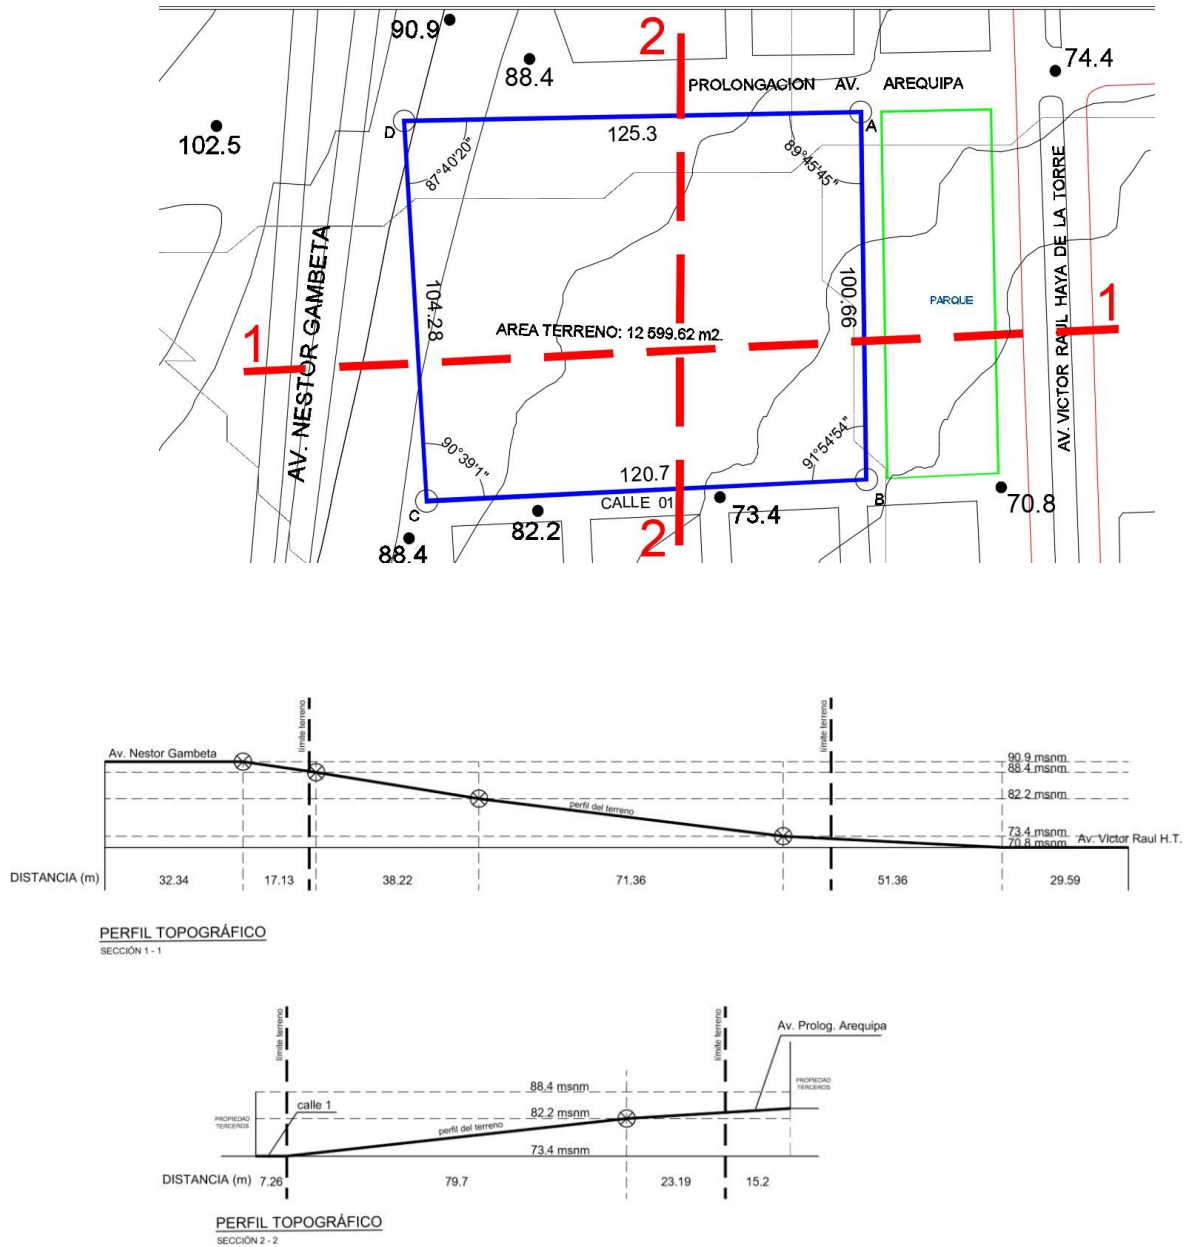 90.9
2
88.4
74.4
PROLONGACION AV. AREQUIPA
D
A
125.3
102.5
87°40'20"
89°45'45"
AV. NESTOR GAMBETA
104.28
100.66
AV. VICTOR RAUL HAYA DE LA TORRE
PARQUE
1
1
AREA TERRENO: 12 599.62 m2.
90°39'1"
91°54'54"
120.7
CALLE 01
C
B
73.4
70.8
82.2
2
88.4
límite terreno
límite terreno
Av. Nestor Gambeta
90.9 msnm
88.4 msnm
82.2 msnm
perfil del terreno
73.4 msnm
70.8 msnm
Av. Victor Raul H.T.
DISTANCIA (m) 32.34 17.13 38.22 71.36 51.36 29.59
PERFIL TOPOGRÁFICO
SECCIÓN 1 - 1
límite terreno
límite terreno
Av. Prolog. Arequipa
88.4 msnm
PROPIEDAD
TERCEROS
calle 1
82.2 msnm
PROPIEDAD
TERCEROS
perfil del terreno
73.4 msnm
DISTANCIA (m) 7.26 79.7 23.19 15.2
PERFIL TOPOGRÁFICO
SECCIÓN 2 - 2